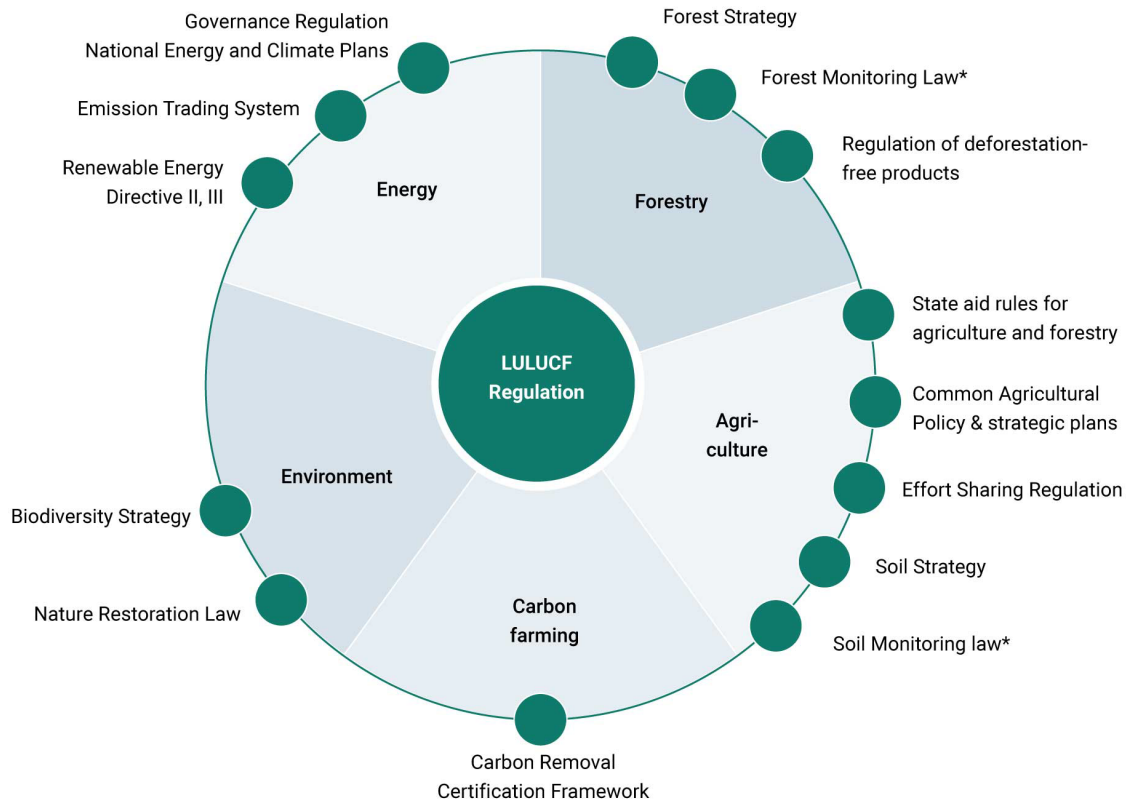 Governance Regulation
National Energy and Climate Plans
Emission Trading System
Renewable Energy
Directive II, III
Energy
Forest Strategy
Forest Monitoring Law*
Regulation of deforestation-
free products
Forestry
State aid rules for
agriculture and forestry
Common Agricultural
Policy & strategic plans
Effort Sharing Regulation
Soil Strategy
Soil Monitoring law*
Agri-
culture
LULUCF
Regulation
Environment
Biodiversity Strategy
Nature Restoration Law
Carbon
farming
Carbon Removal
Certification Framework